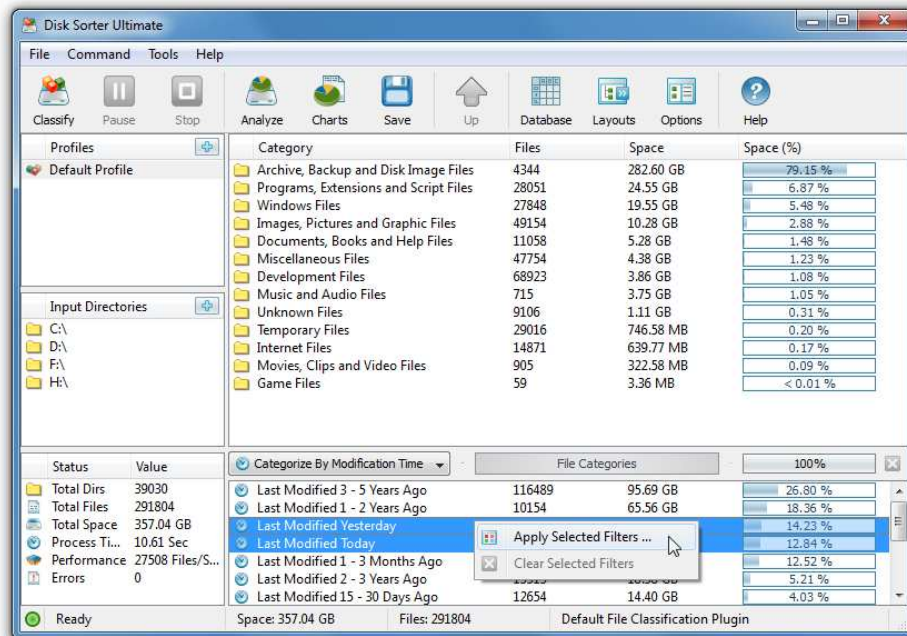 Disk Sorter Ultimate
File Command Tools Help
Classify Pause Stop Analyze Charts Save Up Database Layouts Options Help
Profiles
Default Profile
Input Directories
C:\
D:\
F:\
H:\
Category Files Space Space (%)
Archive, Backup and Disk Image Files 4344 282.60 GB 79.15 %
Programs, Extensions and Script Files 28051 24.55 GB 6.87 %
Windows Files 27848 19.55 GB 5.48 %
Images, Pictures and Graphic Files 49154 10.28 GB 2.88 %
Documents, Books and Help Files 11058 5.28 GB 1.48 %
Miscellaneous Files 47754 4.38 GB 1.23 %
Development Files 68923 3.86 GB 1.08 %
Music and Audio Files 715 3.75 GB 1.05 %
Unknown Files 9106 1.11 GB 0.31 %
Temporary Files 29016 746.58 MB 0.20 %
Internet Files 14871 639.77 MB 0.17 %
Movies, Clips and Video Files 905 322.58 MB 0.09 %
Game Files 59 3.36 MB < 0.01 %
Status Value
Total Dirs 39030
Total Files 291804
Total Space 357.04 GB
Process Ti... 10.61 Sec
Performance 27508 Files/S...
Errors 0
Categorize By Modification Time File Categories 100%
Last Modified 3 - 5 Years Ago 116489 95.69 GB 26.80 %
Last Modified 1 - 2 Years Ago 10154 65.56 GB 18.36 %
Last Modified Yesterday 14.23 %
Last Modified Today 12.84 %
Last Modified 1 - 3 Months Ago 12.52 %
Last Modified 2 - 3 Years Ago 5.21 %
Last Modified 15 - 30 Days Ago 12654 14.40 GB 4.03 %
Apply Selected Filters ...
Clear Selected Filters
Ready Space: 357.04 GB Files: 291804 Default File Classification Plugin